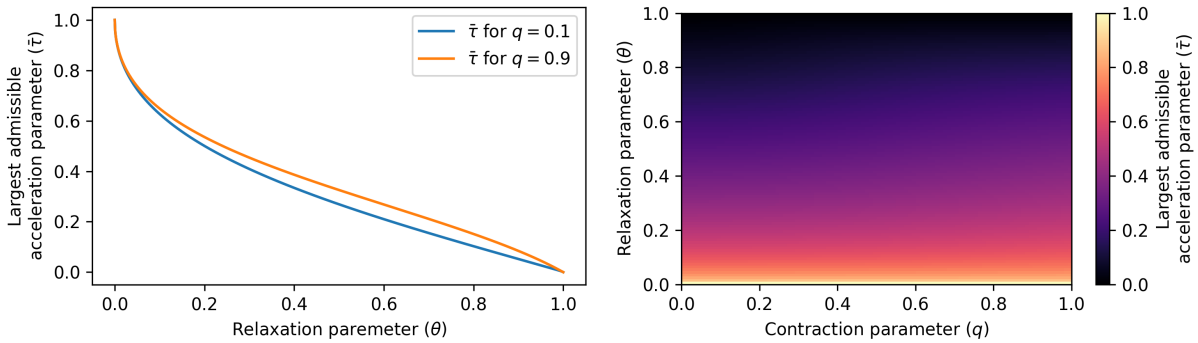 Largest admissible
acceleration parameter (τ̄)
1.0
0.8
0.6
0.4
0.2
0.0
τ̄ for q = 0.1
τ̄ for q = 0.9
0.0 0.2 0.4 0.6 0.8 1.0
Relaxation paremeter (θ)
Relaxation parameter (θ)
1.0
0.8
0.6
0.4
0.2
0.0
0.0 0.2 0.4 0.6 0.8 1.0
Contraction parameter (q)
1.0
0.8
0.6
0.4
0.2
0.0
Largest admissible
acceleration parameter (τ̄)